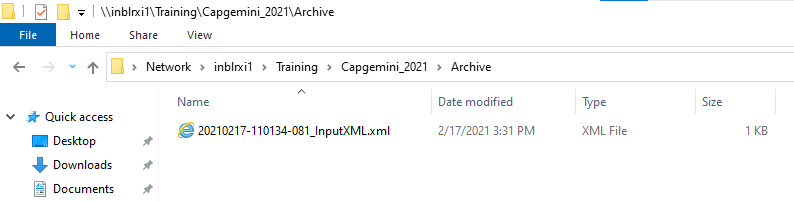 \\inblrxi1\Training\Capgemini_2021\Archive
File Home Share View
Network inblrxi1 Training Capgemini_2021 Archive
Name Date modified Type Size
Quick access
20210217-110134-081_InputXML.xml 2/17/2021 3:31 PM XML File 1 KB
Desktop
Downloads
Documents